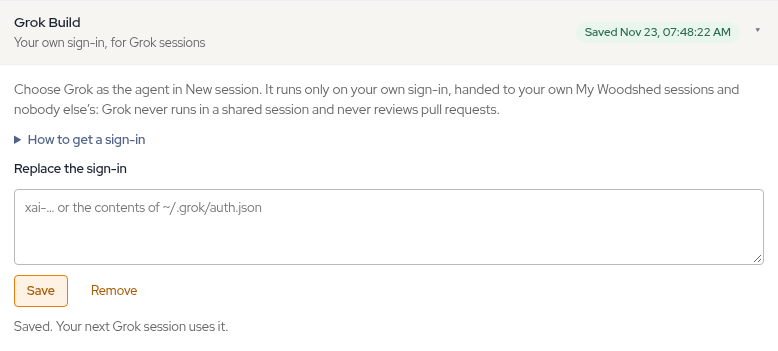 Grok Build
Your own sign-in, for Grok sessions
Saved Nov 23, 07:48:22 AM
Choose Grok as the agent in New session. It runs only on your own sign-in, handed to your own My Woodshed sessions and
nobody else's: Grok never runs in a shared session and never reviews pull requests.
How to get a sign-in
Replace the sign-in
xai-... or the contents of ~/.grok/auth.json
Save
Remove
Saved. Your next Grok session uses it.